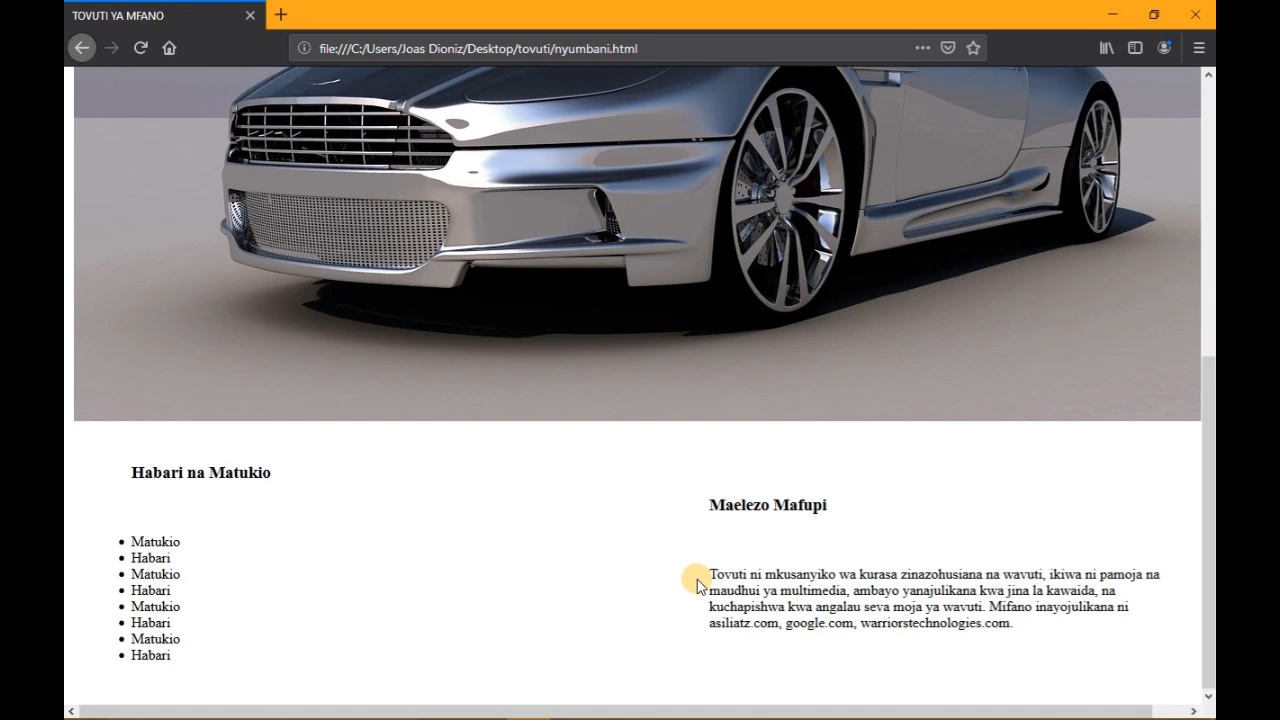 TOVUTI YA MFANO
file:///C:/Users/Joas Dioniz/Desktop/tovuti/nyumbani.html
Habari na Matukio
Matukio
Habari
Matukio
Habari
Matukio
Habari
Matukio
Habari
Maelezo Mafupi
Tovuti ni mkusanyiko wa kurasa zinazohusiana na wavuti, ikiwa ni pamoja na
maudhui ya multimedia, ambayo yanajulikana kwa jina la kawaida, na
kuchapishwa kwa angalau seva moja ya wavuti. Mifano inayojulikana ni
asiliatz.com, google.com, warriorstechnologies.com.